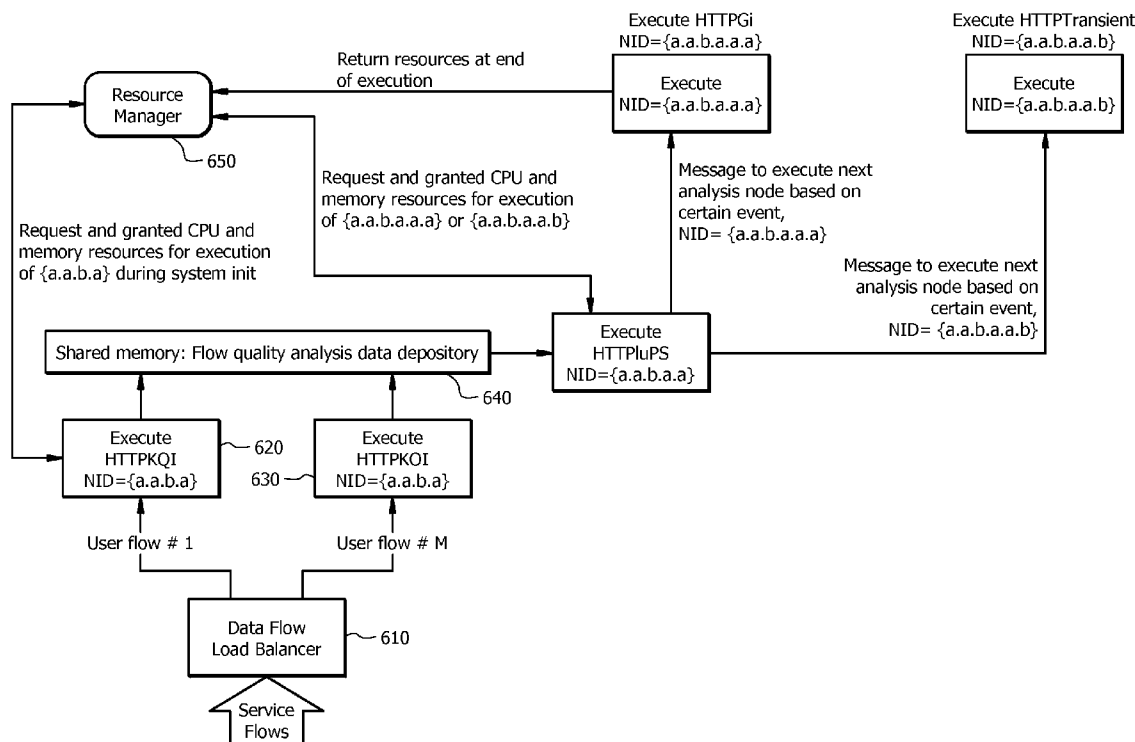 Execute HTTPGi
NID={a.a.b.a.a.a}
Execute HTTPTransient
NID={a.a.b.a.a.b}
Return resources at end
of execution
Execute
NID={a.a.b.a.a.a}
Execute
NID={a.a.b.a.a.b}
Resource
Manager
650
Request and granted CPU and
memory resources for execution
of {a.a.b.a.a.a} or {a.a.b.a.a.b}
Message to execute next
analysis node based on
certain event,
NID= {a.a.b.a.a.a}
Request and granted CPU and
memory resources for execution
of {a.a.b.a} during system init
Message to execute next
analysis node based on
certain event,
NID= {a.a.b.a.a.b}
Shared memory: Flow quality analysis data depository
640
Execute
HTTPluPS
NID={a.a.b.a.a}
Execute
HTTPKQI
NID={a.a.b.a}
620
630
Execute
HTTPKOI
NID={a.a.b.a}
User flow # 1
User flow # M
Data Flow
Load Balancer
610
Service
Flows